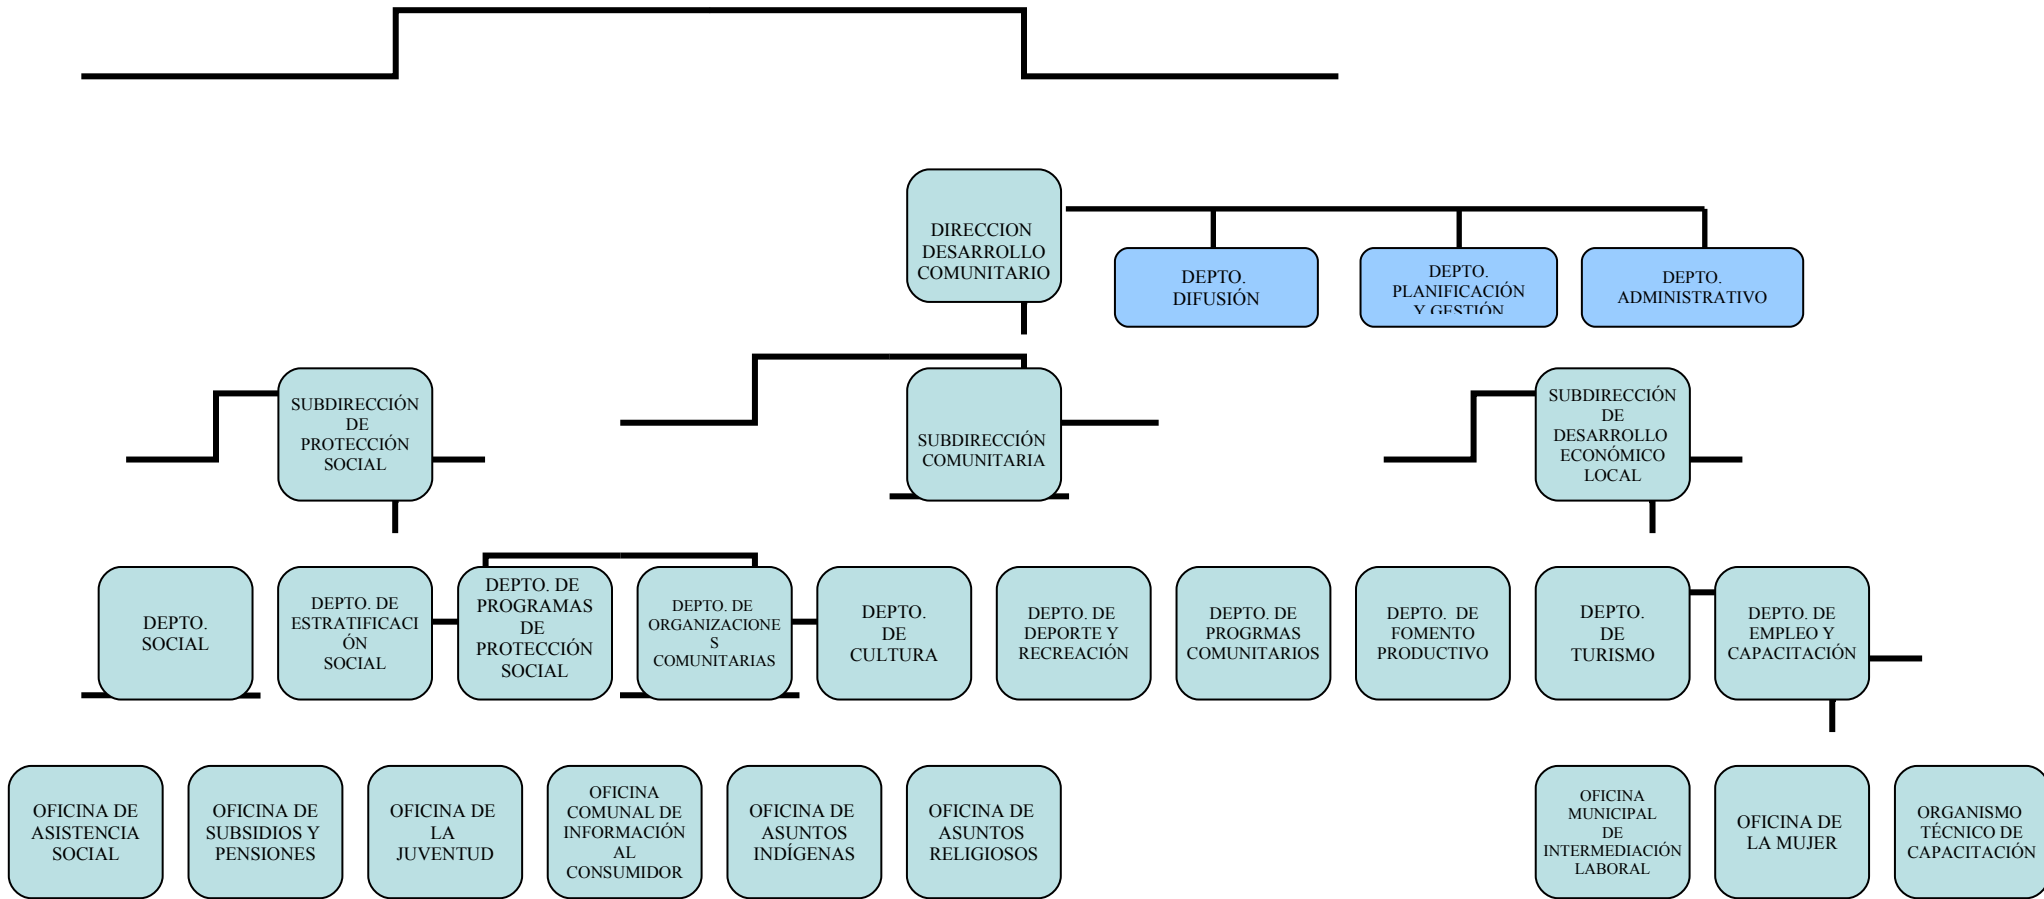 DIRECCION
DESARROLLO
COMUNITARIO
DEPTO.
DIFUSIÓN
DEPTO.
PLANIFICACIÓN
Y GESTIÓN
DEPTO.
ADMINISTRATIVO
SUBDIRECCIÓN
DE
PROTECCIÓN
SOCIAL
SUBDIRECCIÓN
COMUNITARIA
SUBDIRECCIÓN
DE
DESARROLLO
ECONÓMICO
LOCAL
DEPTO.
SOCIAL
DEPTO. DE
ESTRATIFICACI
ÓN
SOCIAL
DEPTO. DE
PROGRAMAS
DE
PROTECCIÓN
SOCIAL
DEPTO. DE
ORGANIZACIONE
S
COMUNITARIAS
DEPTO.
DE
CULTURA
DEPTO. DE
DEPORTE Y
RECREACIÓN
DEPTO. DE
PROGRMAS
COMUNITARIOS
DEPTO. DE
FOMENTO
PRODUCTIVO
DEPTO.
DE
TURISMO
DEPTO. DE
EMPLEO Y
CAPACITACIÓN
OFICINA DE
ASISTENCIA
SOCIAL
OFICINA DE
SUBSIDIOS Y
PENSIONES
OFICINA DE
LA
JUVENTUD
OFICINA
COMUNAL DE
INFORMACIÓN
AL
CONSUMIDOR
OFICINA DE
ASUNTOS
INDÍGENAS
OFICINA DE
ASUNTOS
RELIGIOSOS
OFICINA
MUNICIPAL
DE
INTERMEDIACIÓN
LABORAL
OFICINA DE
LA MUJER
ORGANISMO
TÉCNICO DE
CAPACITACIÓN